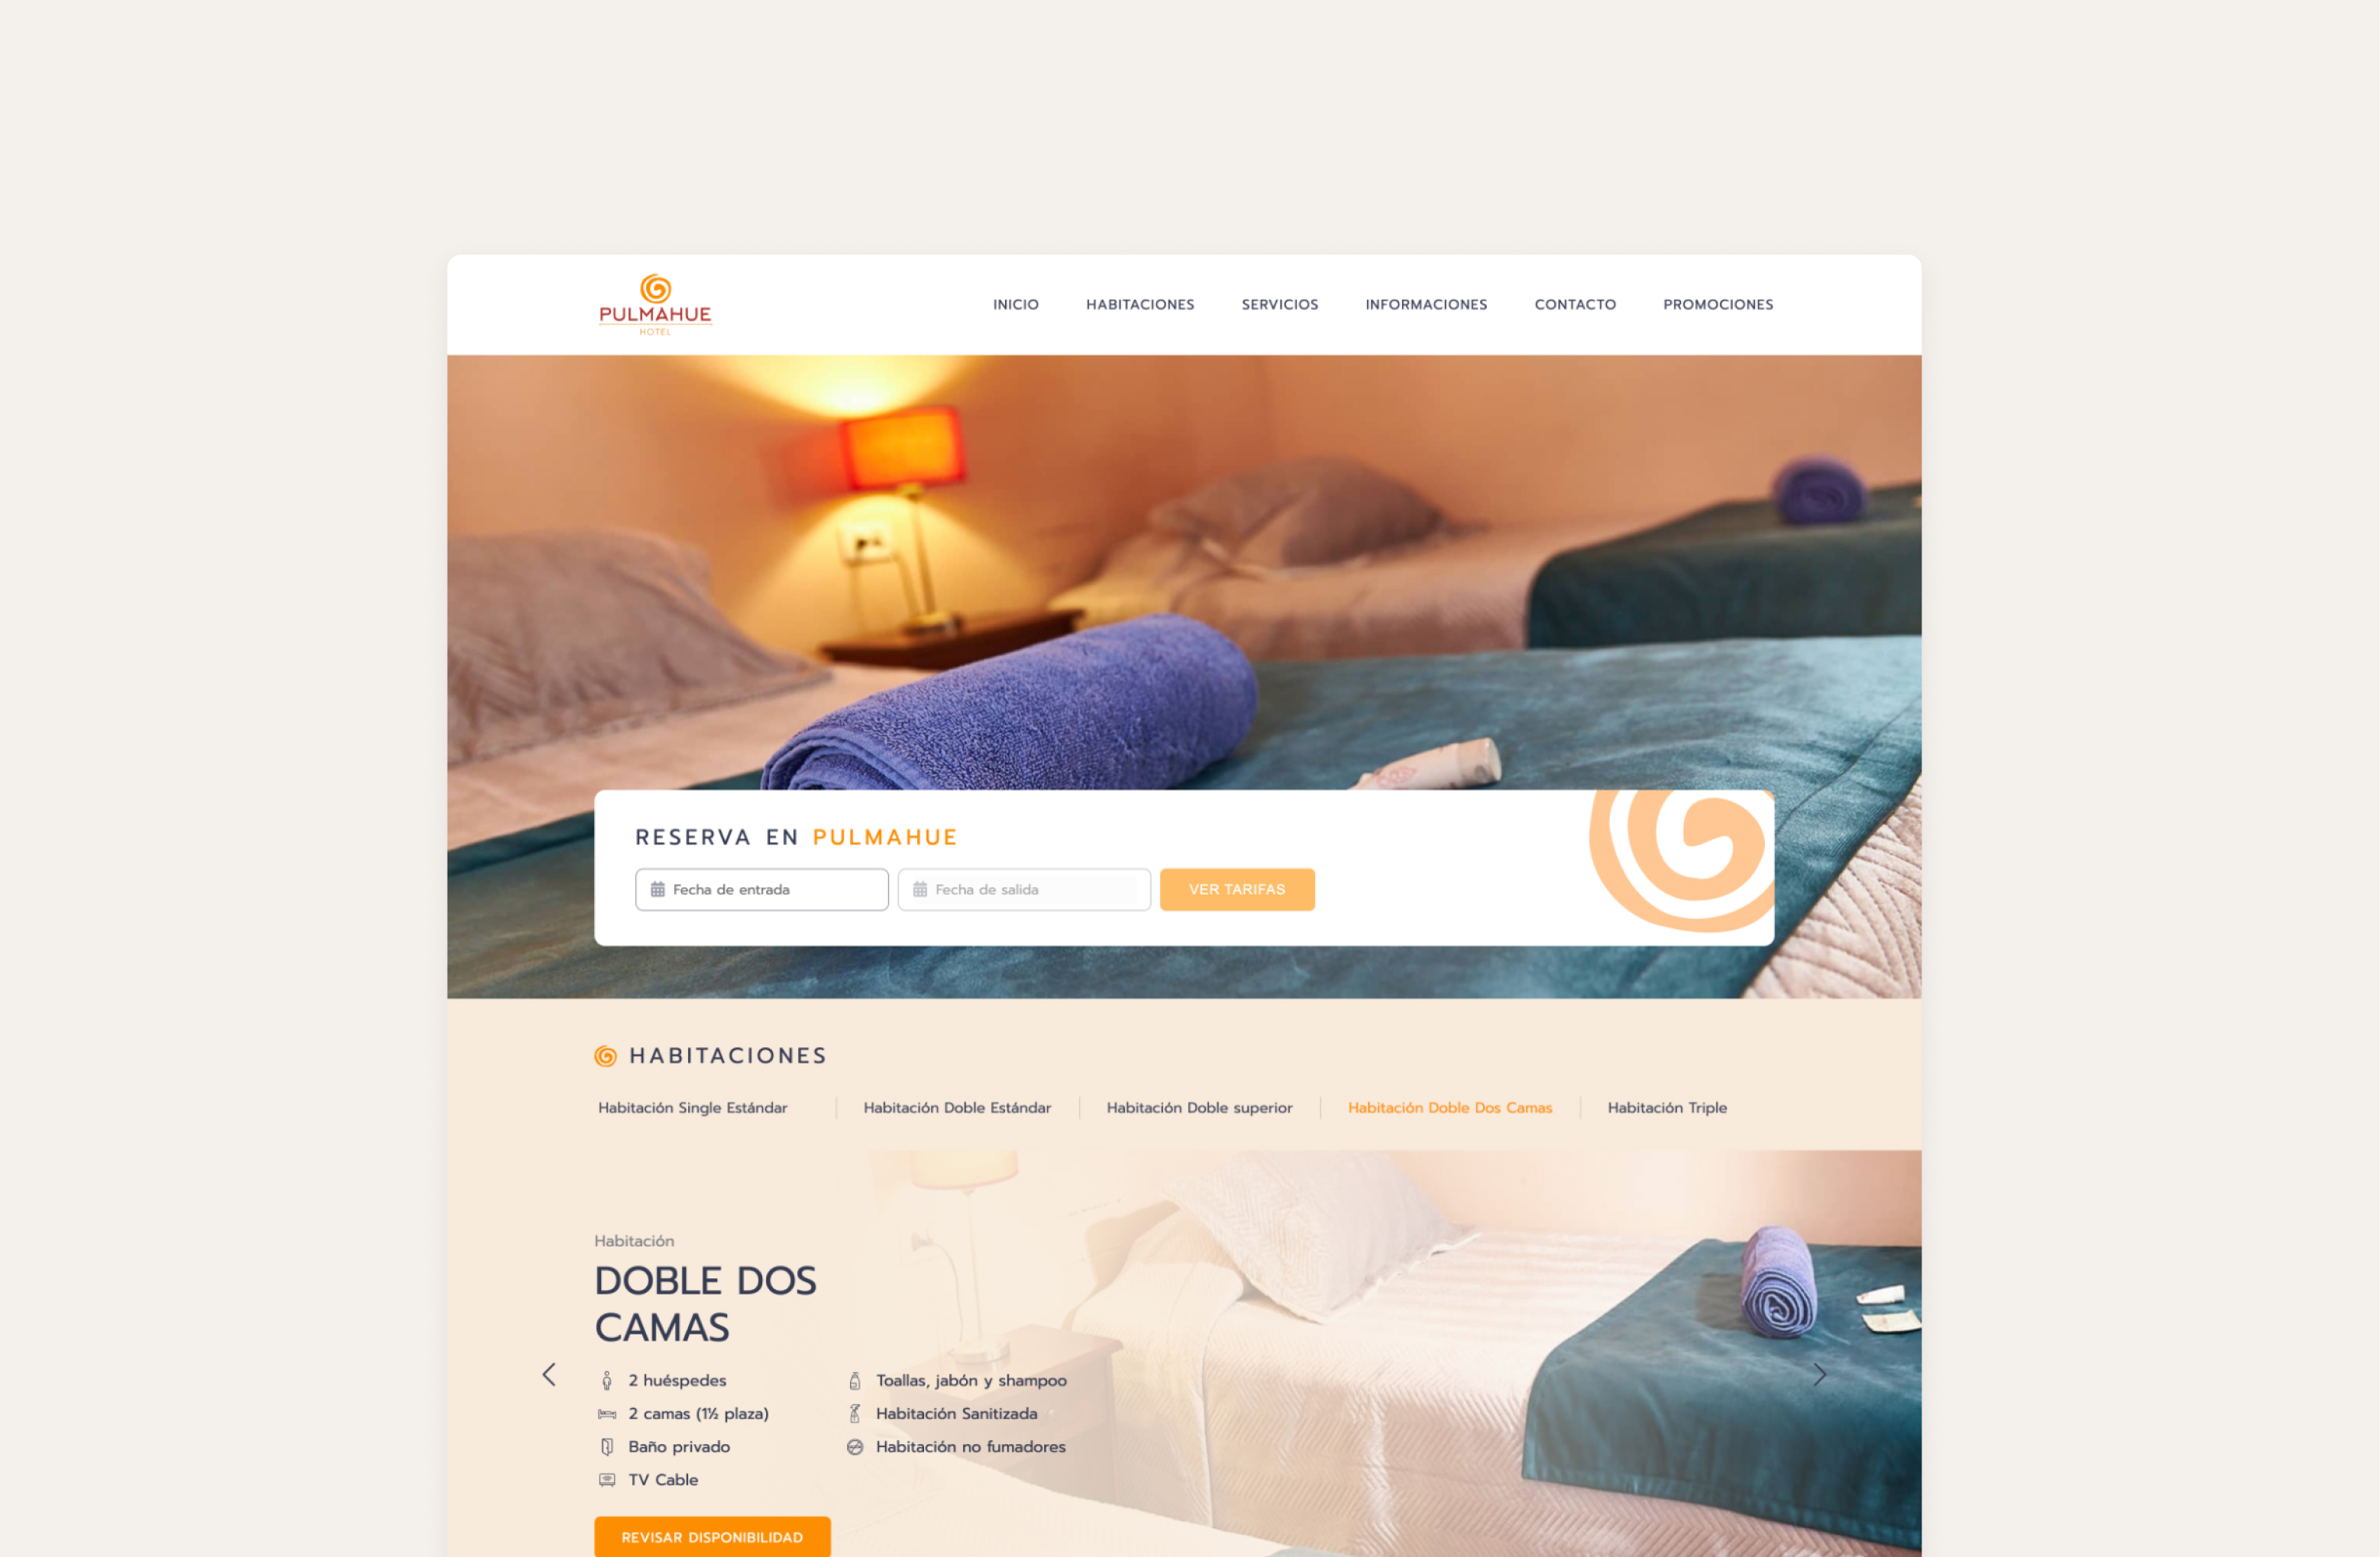 PULMAHUE
HOTEL
INICIO HABITACIONES SERVICIOS INFORMACIONES CONTACTO PROMOCIONES
RESERVA EN PULMAHUE
Fecha de entrada Fecha de salida VER TARIFAS
HABITACIONES
Habitación Single Estándar Habitación Doble Estándar Habitación Doble superior Habitación Doble Dos Camas Habitación Triple
Habitación
DOBLE DOS
CAMAS
2 huéspedes Toallas, jabón y shampoo
2 camas (1½ plaza) Habitación Sanitizada
Baño privado Habitación no fumadores
TV Cable
REVISAR DISPONIBILIDAD